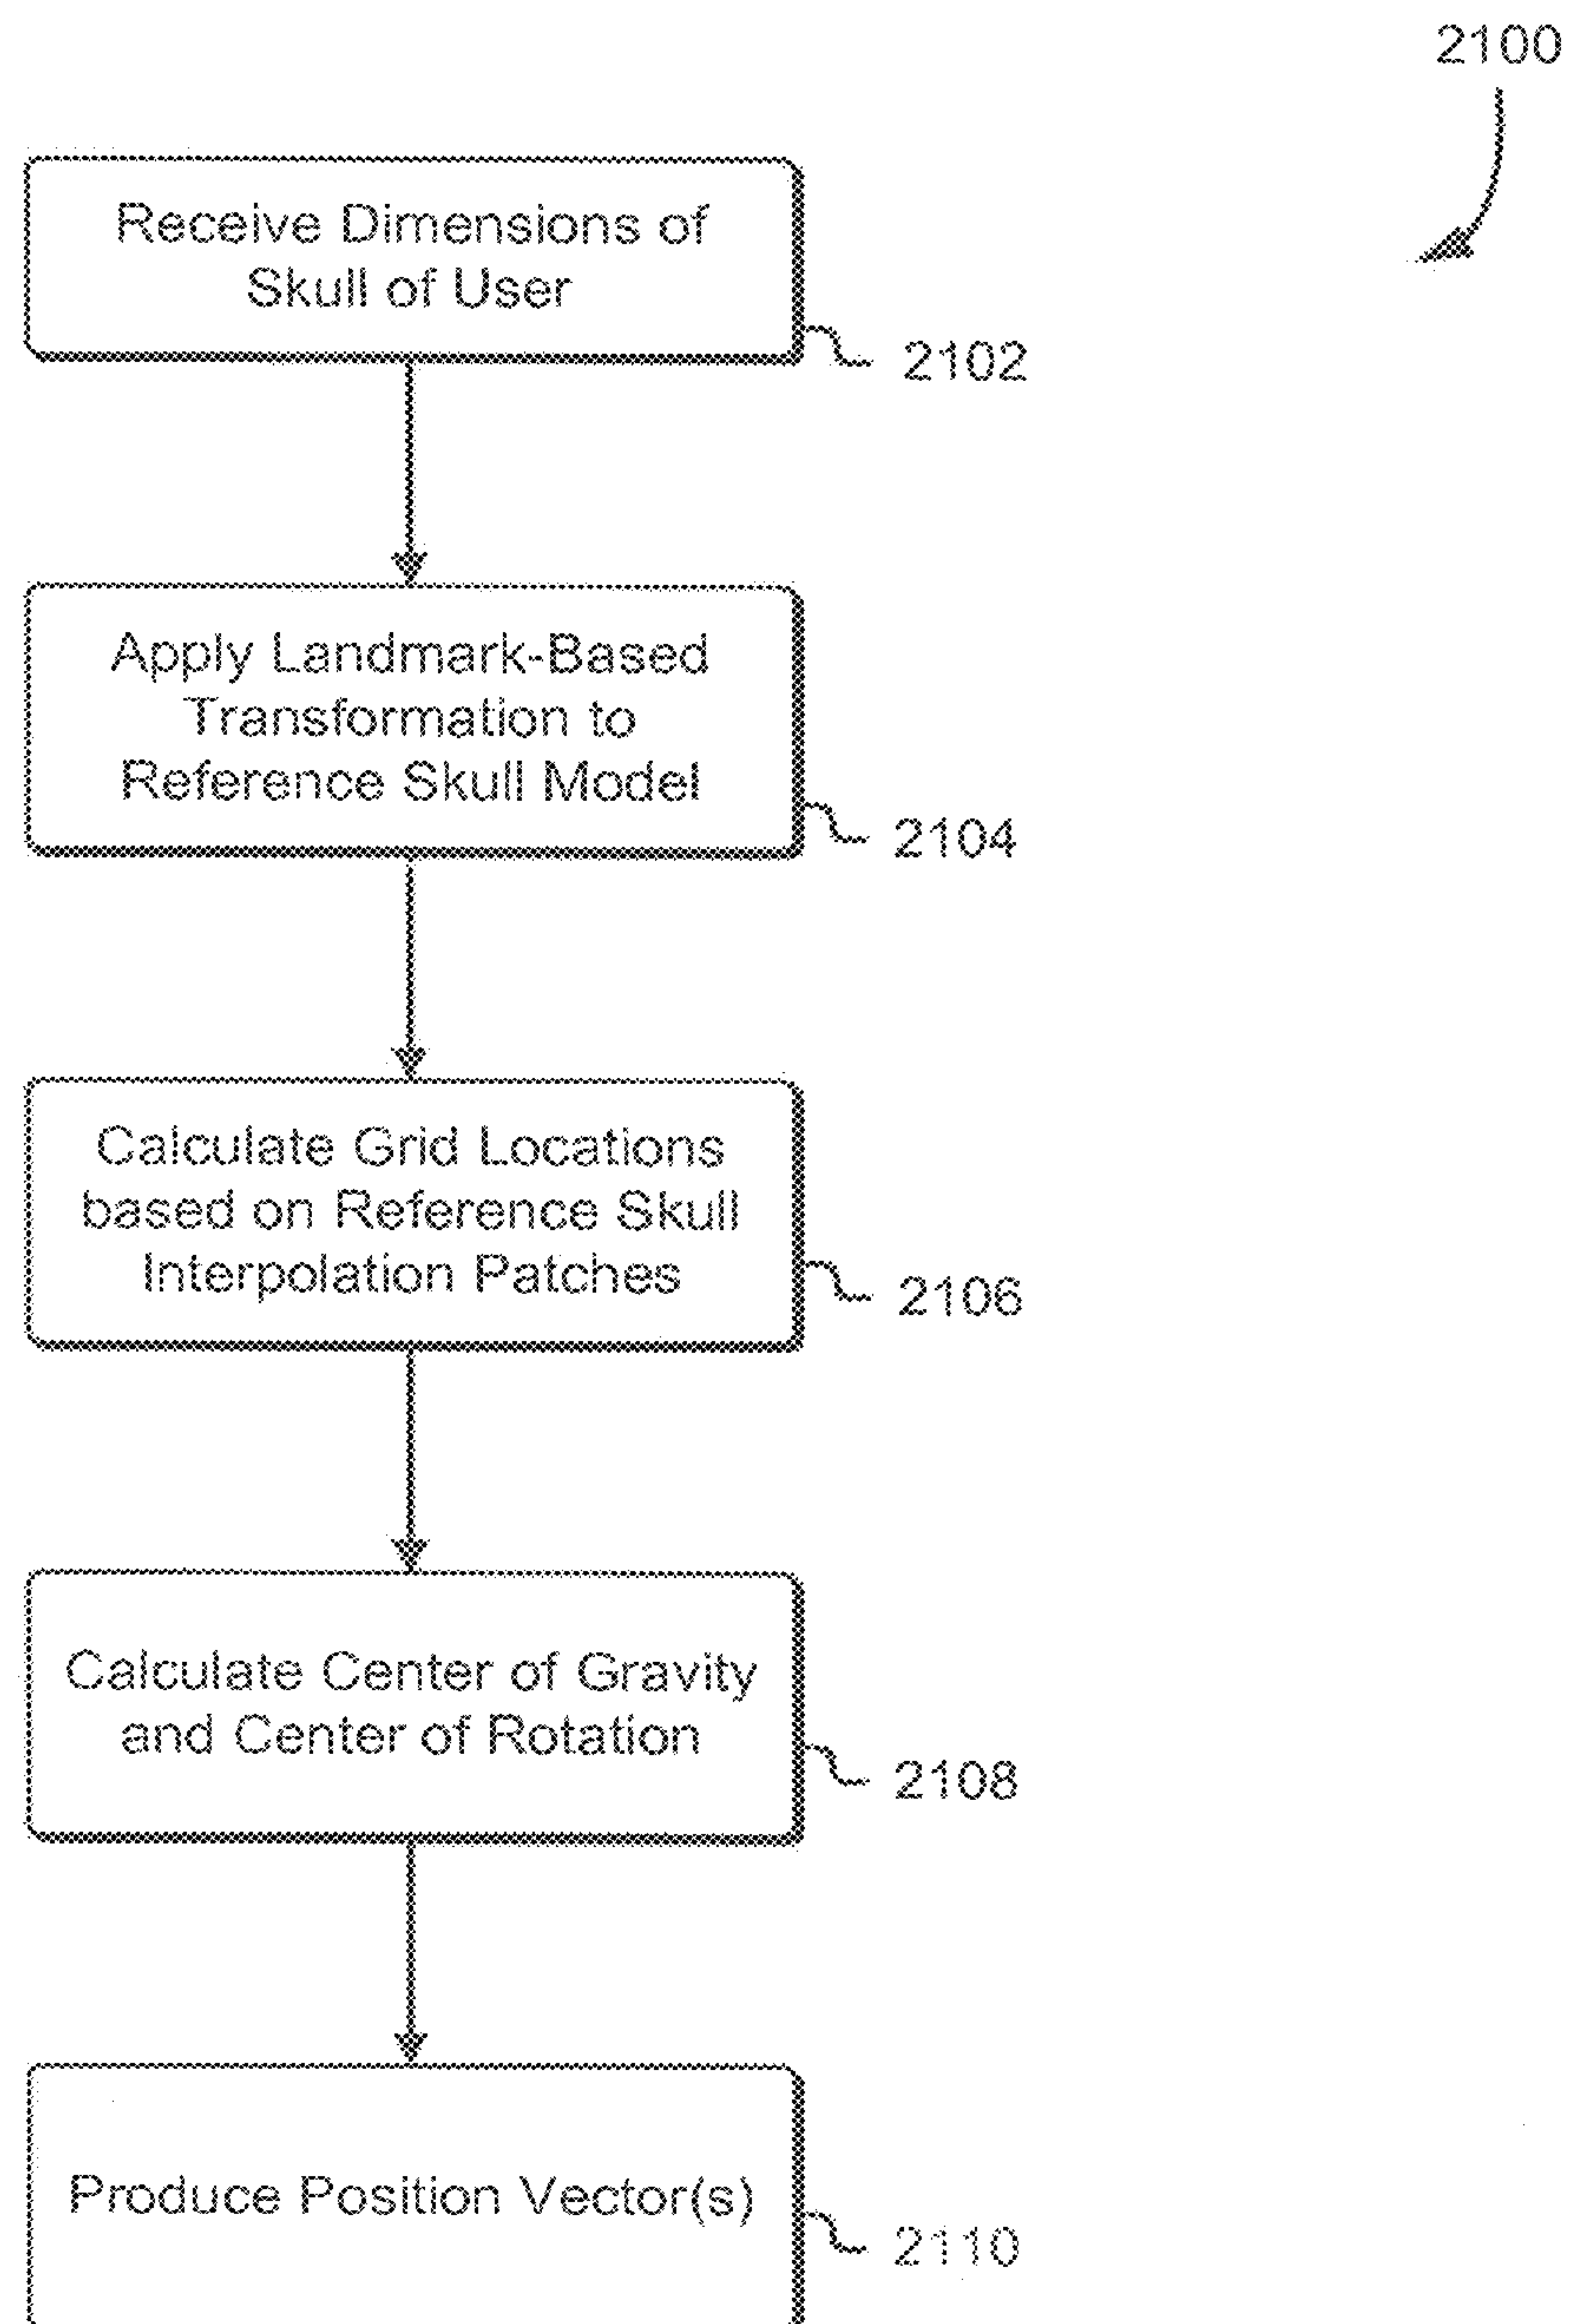 2100
Receive Dimensions of
Skull of User
2102
Apply Landmark-Based
Transformation to
Reference Skull Model
2104
Calculate Grid Locations
based on Reference Skull
Interpolation Patches
2106
Calculate Center of Gravity
and Center of Rotation
2108
Produce Position Vector(s)
2110